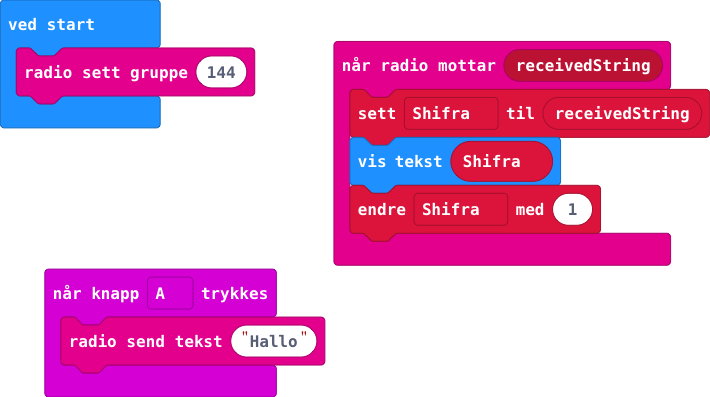 ved start
radio sett gruppe 144
når radio mottar receivedString
sett Shifra til receivedString
vis tekst Shifra
endre Shifra med 1
når knapp A trykkes
radio send tekst "Hallo"